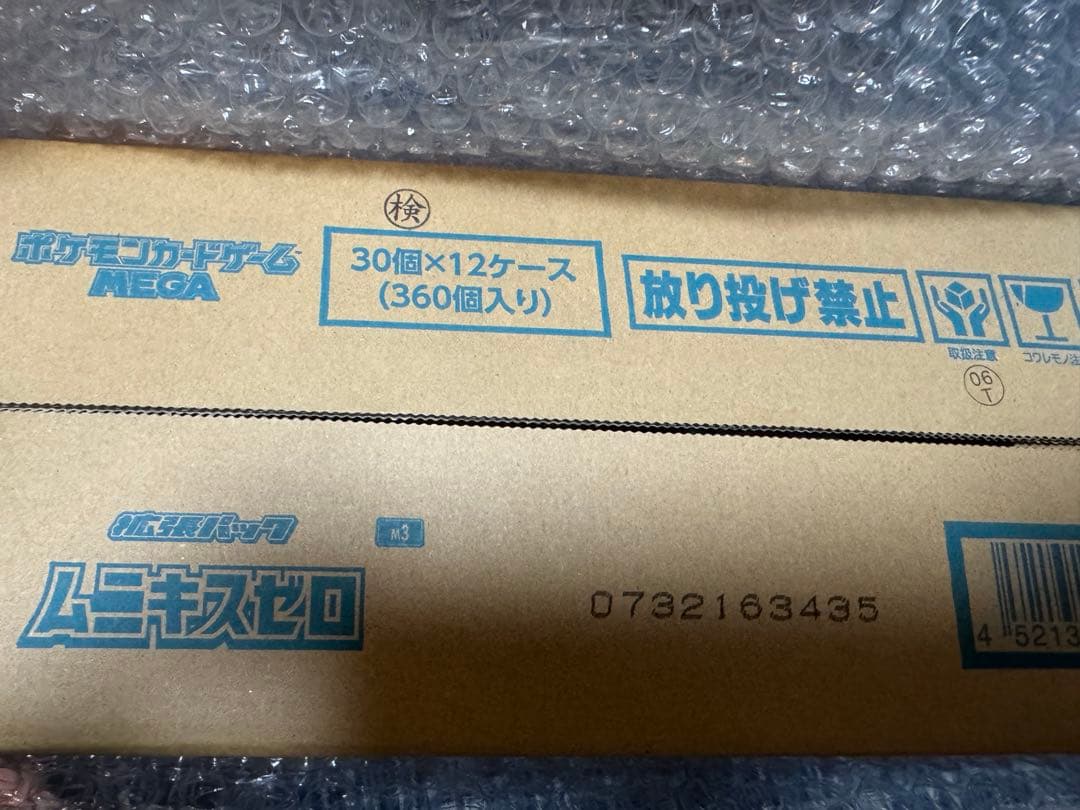 検
ポケモンカードゲーム
MEGA
30個×12ケース
(360個入り)
放り投げ禁止
取扱注意
コワレモノ注
06
T
拡張パック
M3
ムニキスゼロ
0732163435
4 5213